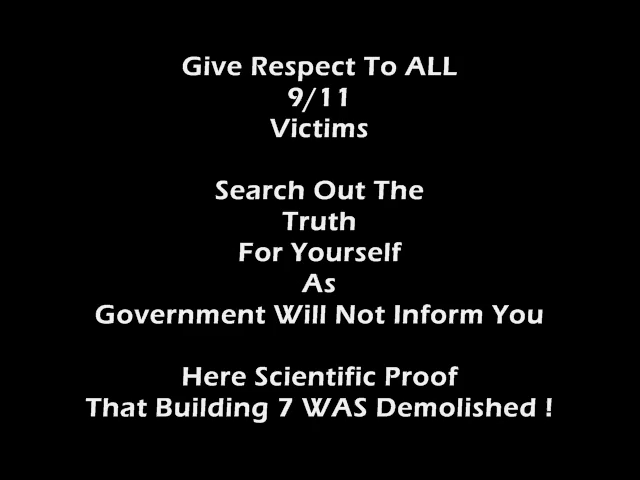 Give Respect To ALL
9/11
Victims
Search Out The
Truth
For Yourself
As
Government Will Not Inform You
Here Scientific Proof
That Building 7 WAS Demolished !